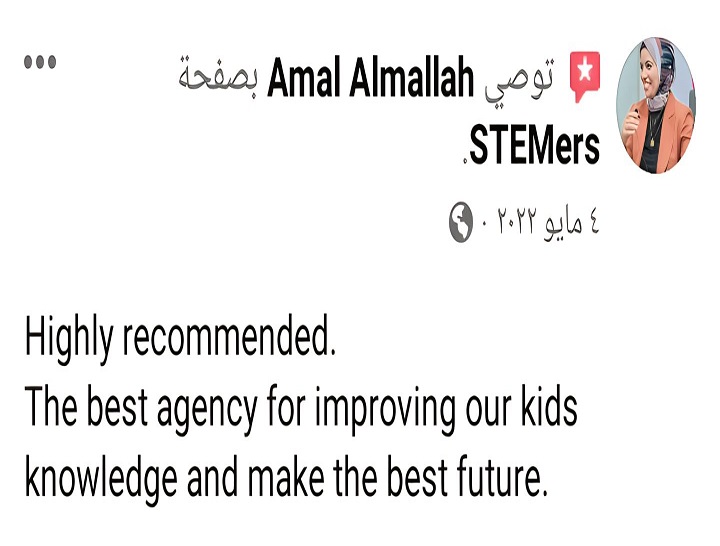 توصي Amal Almallah بصفحة
STEMers.
٤ مايو ٢٠٢٢ ·
Highly recommended.
The best agency for improving our kids
knowledge and make the best future.